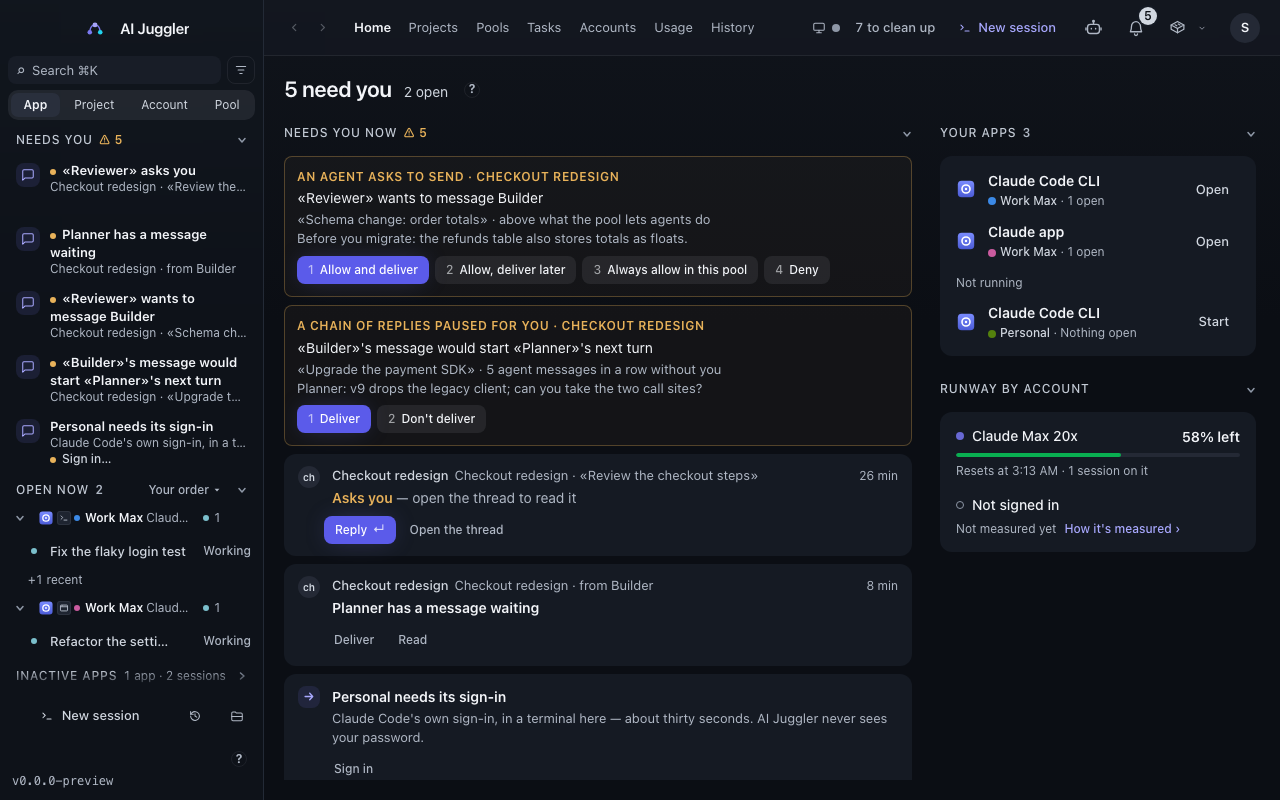 AI Juggler
Search ⌘K
App Project Account Pool
NEEDS YOU 5
«Reviewer» asks you
Checkout redesign · «Review the…
Planner has a message
waiting
Checkout redesign · from Builder
«Reviewer» wants to
message Builder
Checkout redesign · «Schema ch…
«Builder»'s message would
start «Planner»'s next turn
Checkout redesign · «Upgrade t…
Personal needs its sign-in
Claude Code's own sign-in, in a t…
Sign in…
OPEN NOW 2 Your order
Work Max Claud… 1
Fix the flaky login test Working
+1 recent
Work Max Claud… 1
Refactor the setti… Working
INACTIVE APPS 1 app · 2 sessions
New session
?
v0.0.0-preview
Home Projects Pools Tasks Accounts Usage History
7 to clean up
New session
5
S
5 need you 2 open ?
NEEDS YOU NOW 5
AN AGENT ASKS TO SEND · CHECKOUT REDESIGN
«Reviewer» wants to message Builder
«Schema change: order totals» · above what the pool lets agents do
Before you migrate: the refunds table also stores totals as floats.
1 Allow and deliver 2 Allow, deliver later 3 Always allow in this pool 4 Deny
A CHAIN OF REPLIES PAUSED FOR YOU · CHECKOUT REDESIGN
«Builder»'s message would start «Planner»'s next turn
«Upgrade the payment SDK» · 5 agent messages in a row without you
Planner: v9 drops the legacy client; can you take the two call sites?
1 Deliver 2 Don't deliver
ch Checkout redesign Checkout redesign · «Review the checkout steps» 26 min
Asks you — open the thread to read it
Reply ↵ Open the thread
ch Checkout redesign Checkout redesign · from Builder 8 min
Planner has a message waiting
Deliver Read
Personal needs its sign-in
Claude Code's own sign-in, in a terminal here — about thirty seconds. AI Juggler never sees
your password.
Sign in
YOUR APPS 3
Claude Code CLI
Work Max · 1 open
Open
Claude app
Work Max · 1 open
Open
Not running
Claude Code CLI
Personal · Nothing open
Start
RUNWAY BY ACCOUNT
Claude Max 20x 58% left
Resets at 3:13 AM · 1 session on it
Not signed in
Not measured yet How it's measured ›